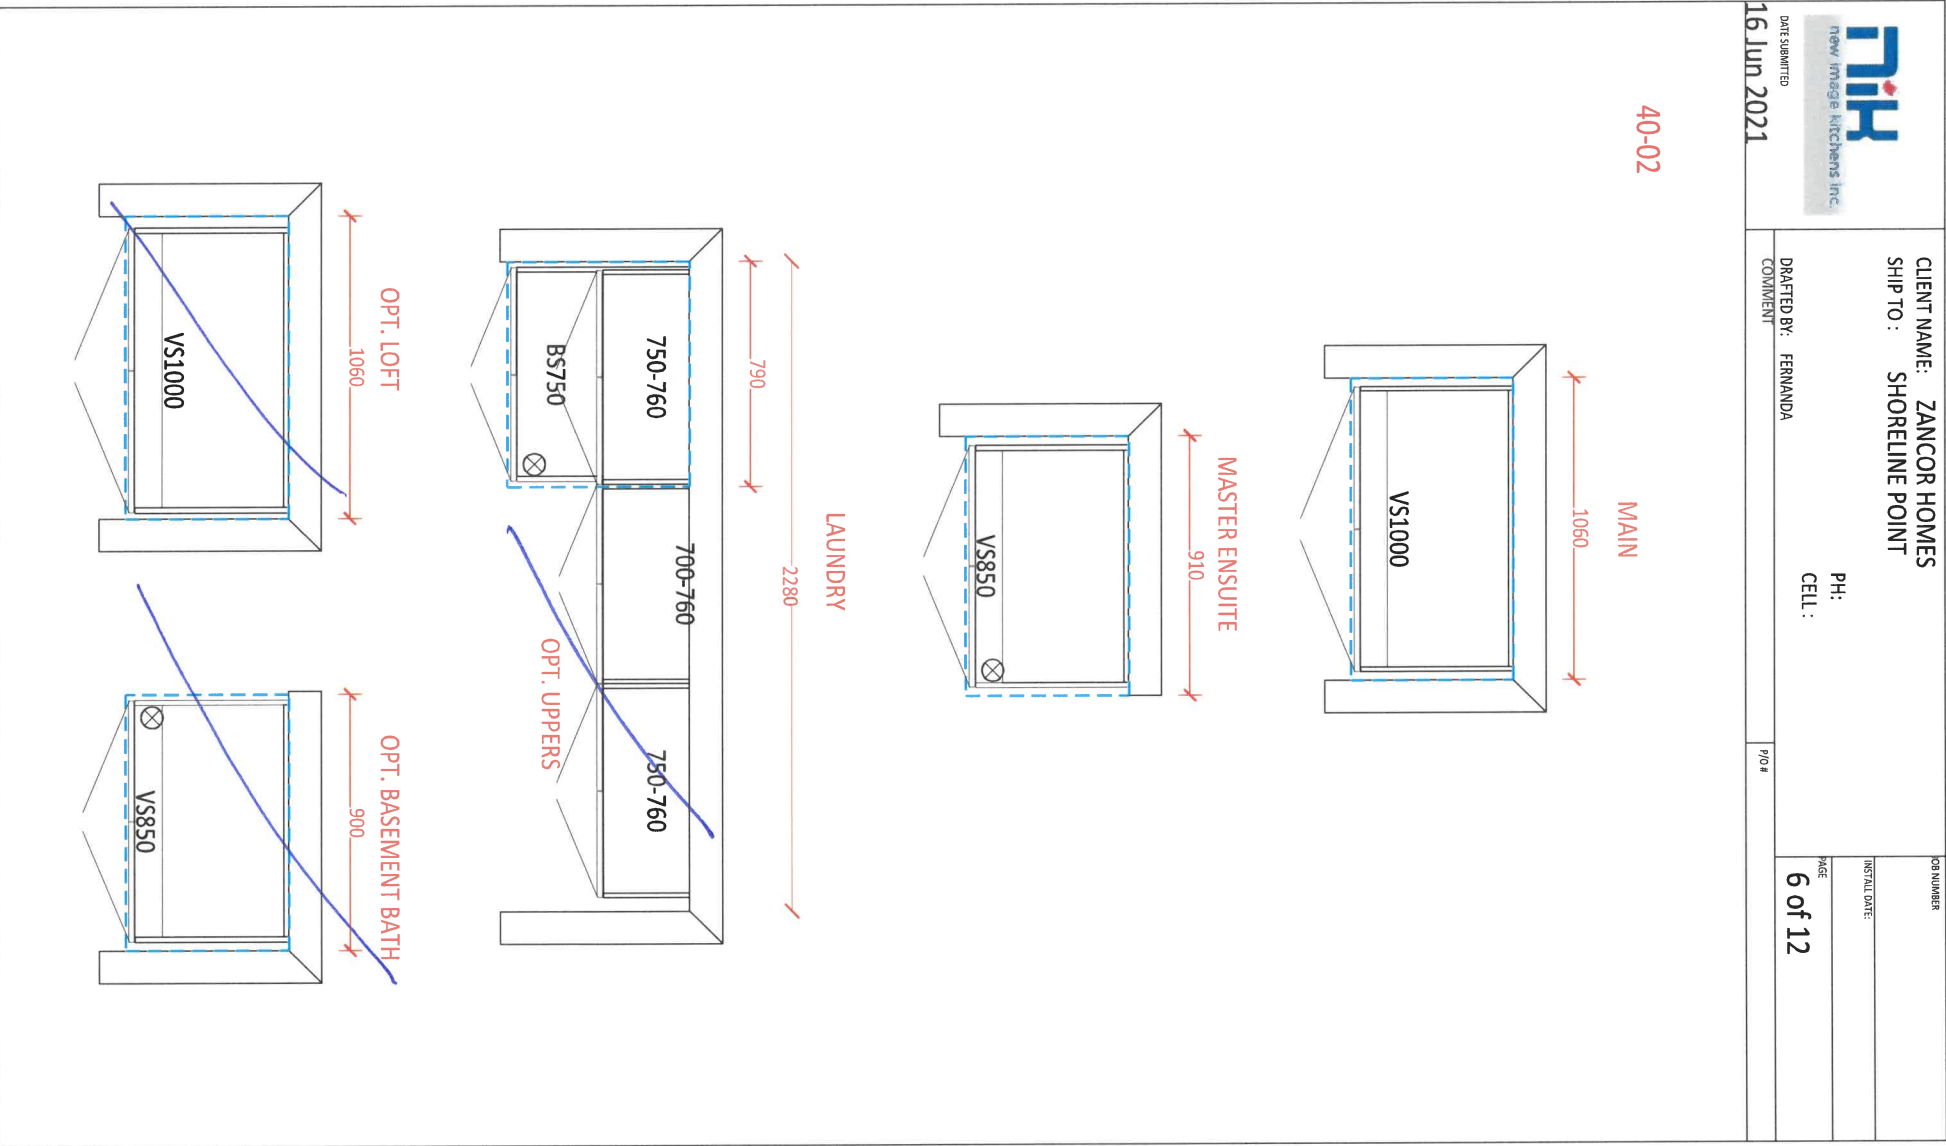 nik
new image kitchens inc.
DATE SUBMITTED
16 Jun 2021
CLIENT NAME: ZANCOR HOMES
SHIP TO : SHORELINE POINT
PH:
CELL :
DRAFTED BY: FERNANDA
COMMENT
P/O #
OB NUMBER
INSTALL DATE:
PAGE
6 of 12
40-02
MAIN
1060
VS1000
MASTER ENSUITE
910
VS850
LAUNDRY
2280
790
750-760
700-760
750-760
BS750
OPT. UPPERS
OPT. LOFT
1060
VS1000
OPT. BASEMENT BATH
900
VS850